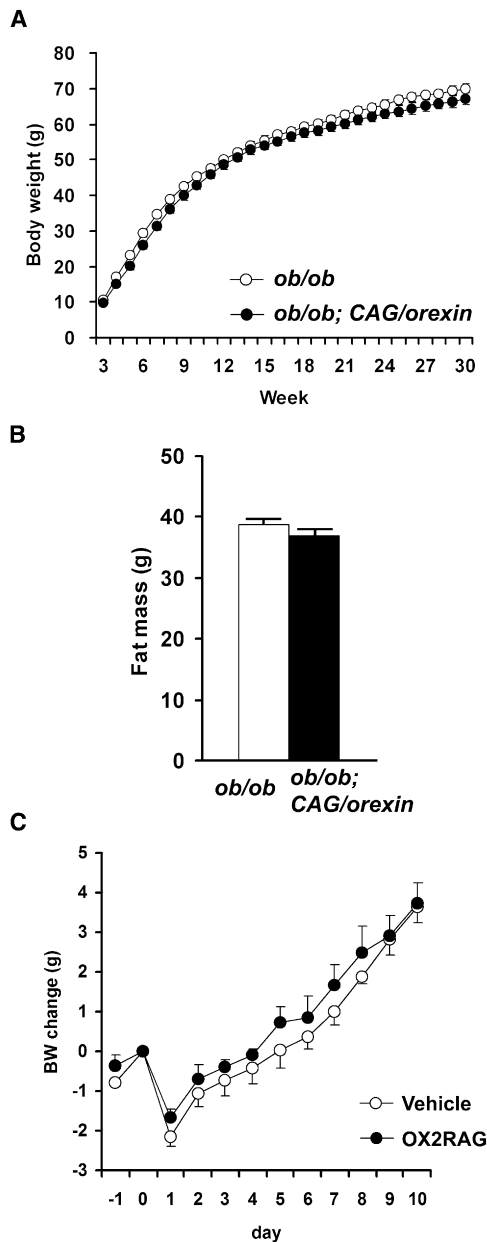 A
80
70
60
50
40
30
20
10
0
Body weight (g)
ob/ob
ob/ob; CAG/orexin
3 6 9 12 15 18 21 24 27 30
Week
B
50
40
30
20
10
0
Fat mass (g)
ob/ob
ob/ob;
CAG/orexin
C
5
4
3
2
1
0
-1
-2
-3
BW change (g)
Vehicle
OX2RAG
-1 0 1 2 3 4 5 6 7 8 9 10
day